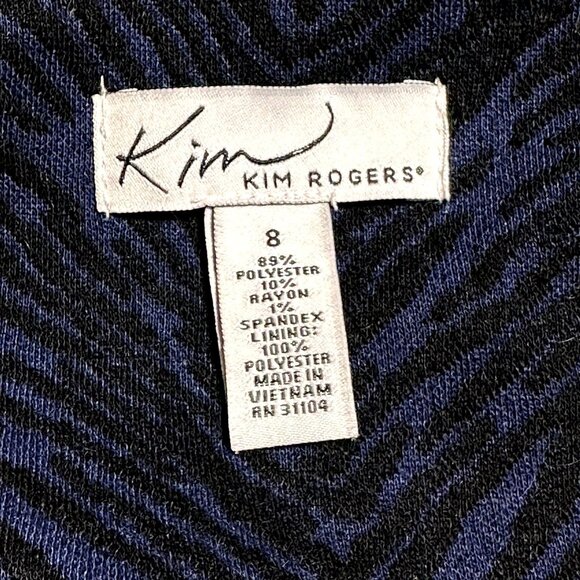 Kim
KIM ROGERS®
8
89%
POLYESTER
10%
RAYON
1%
SPANDEX
LINING:
100%
POLYESTER
MADE IN
VIETNAM
RN 31104